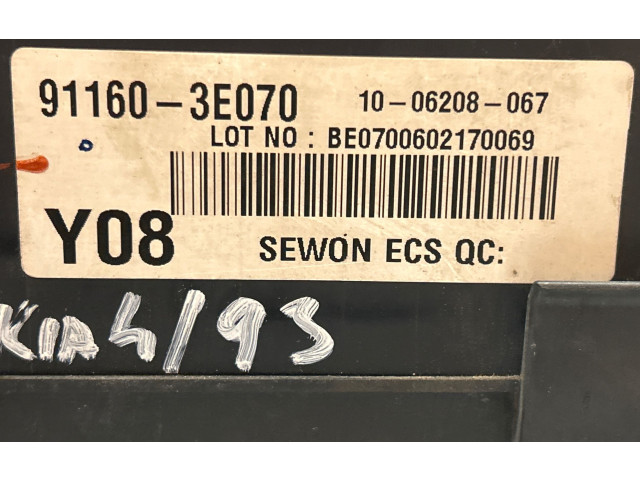 91160-3E070 10-06208-067
LOT NO : BE0700602170069
Y08 SEWON ECS QC:
KIA 4/93